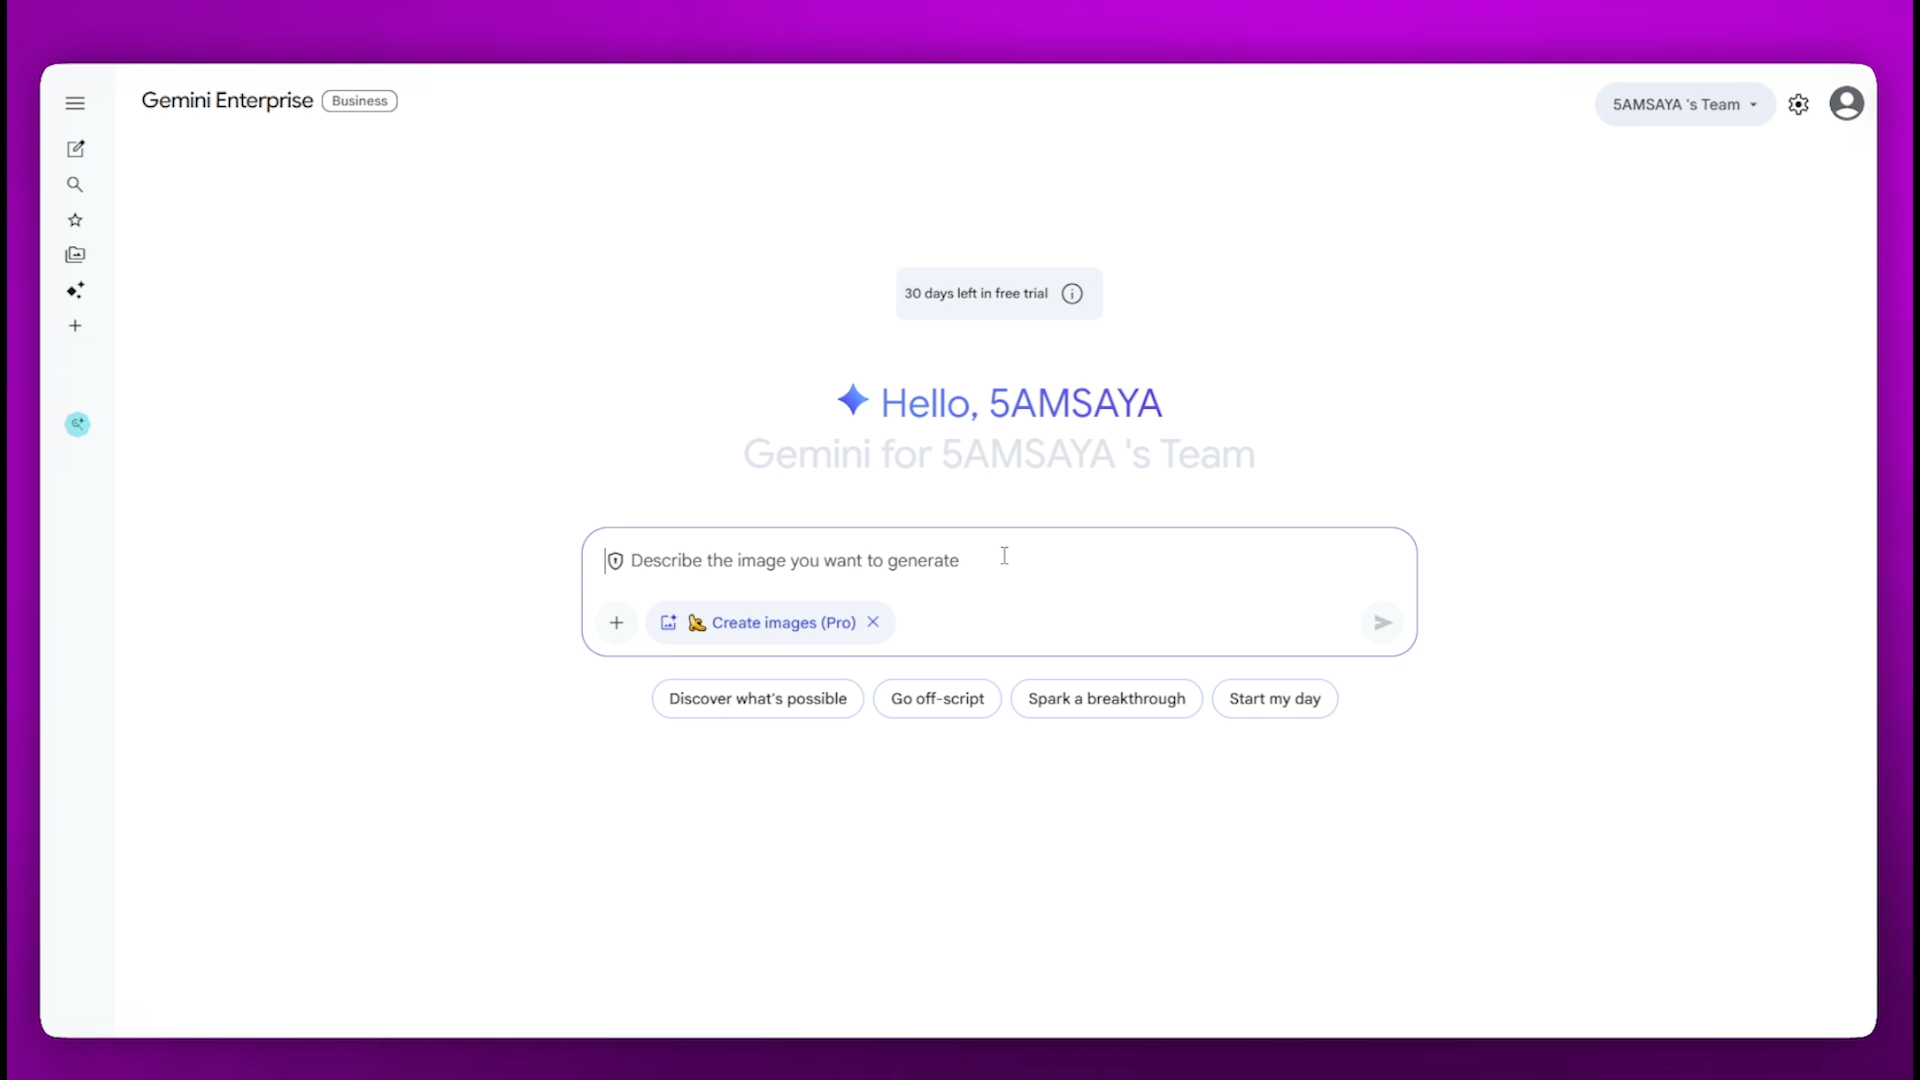 Gemini Enterprise Business
5AMSAYA 's Team
30 days left in free trial
Hello, 5AMSAYA
Gemini for 5AMSAYA 's Team
Describe the image you want to generate
Create images (Pro)
Discover what's possible
Go off-script
Spark a breakthrough
Start my day